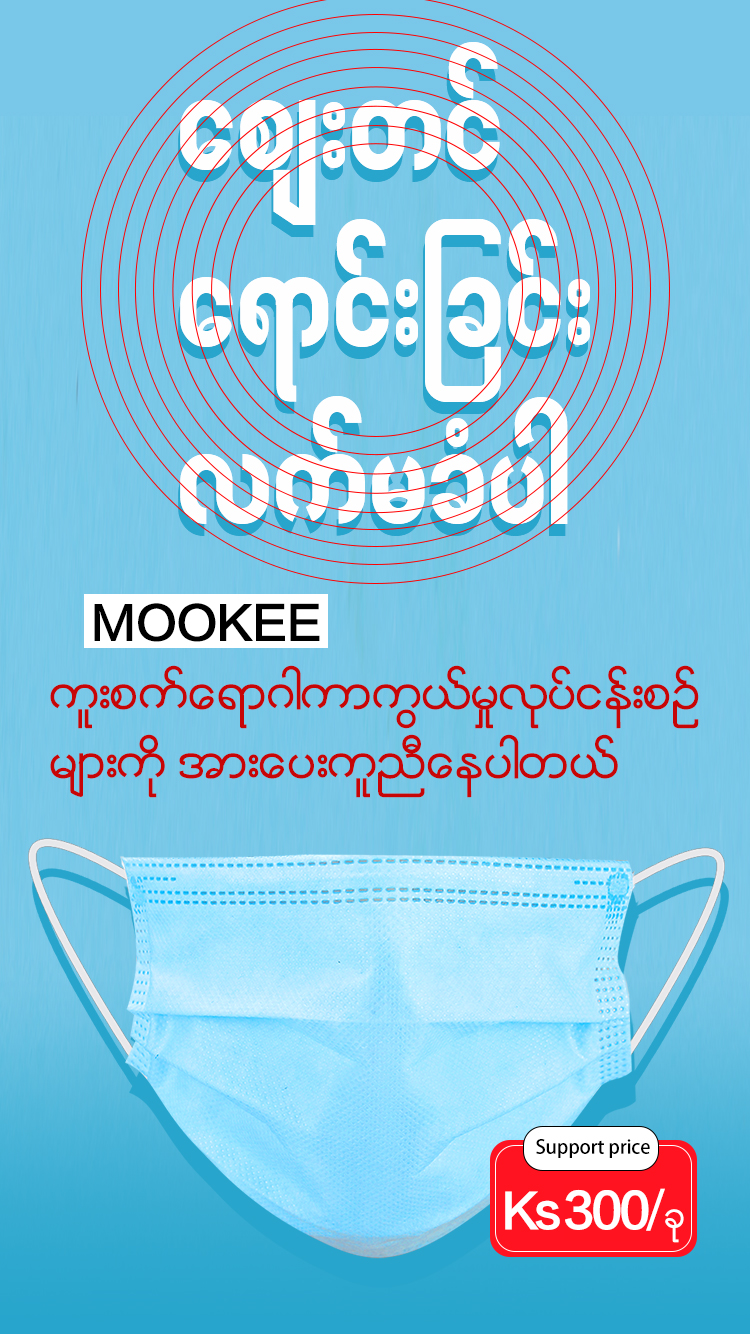 ဈေးတင်
ရောင်းခြင်း
လက်မခံပါ
MOOKEE
ကူးစက်ရောဂါကာကွယ်မှုလုပ်ငန်းစဉ်
များကို အားပေးကူညီနေပါတယ်
Support price
Ks300/ခု